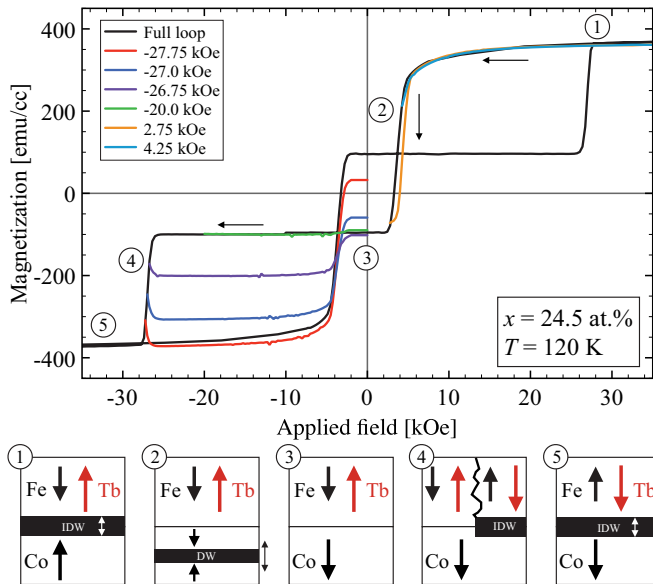 400
200
0
-200
-400
Magnetization [emu/cc]
Full loop
-27.75 kOe
-27.0 kOe
-26.75 kOe
-20.0 kOe
2.75 kOe
4.25 kOe
1
2
3
4
5
x = 24.5 at.%
T = 120 K
-30 -20 -10 0 10 20 30
Applied field [kOe]
1 2 3 4 5
Fe Tb Fe Tb Fe Tb Fe Tb Fe Tb
IDW DW IDW IDW
Co Co Co Co